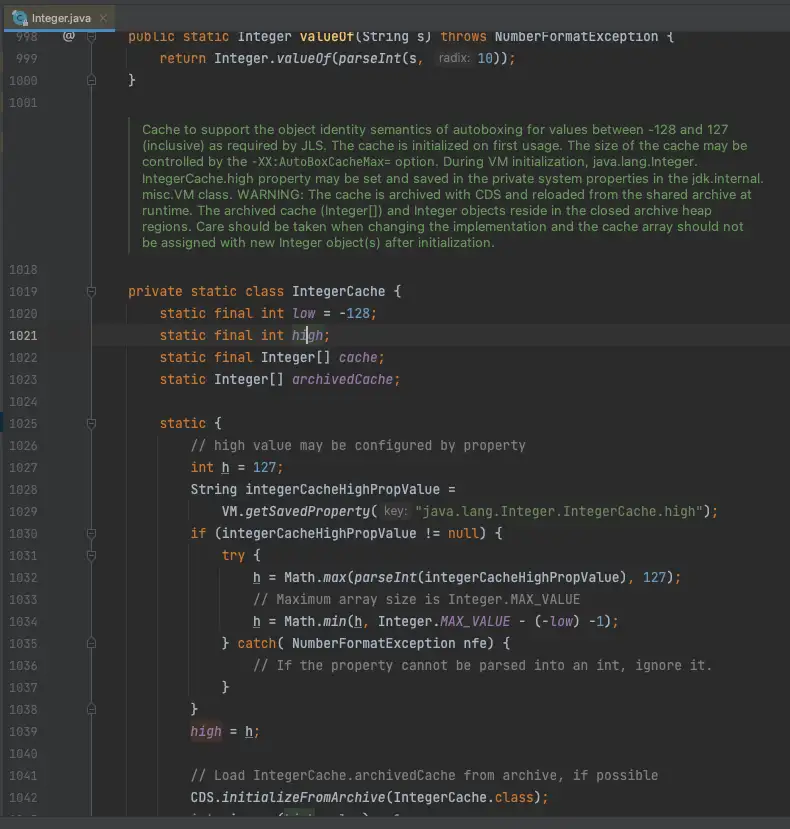 Integer.java
998 @ public static Integer valueOf(String s) throws NumberFormatException {
999 return Integer.valueOf(parseInt(s, radix: 10));
1000 }
1001
Cache to support the object identity semantics of autoboxing for values between -128 and 127
(inclusive) as required by JLS. The cache is initialized on first usage. The size of the cache may be
controlled by the -XX:AutoBoxCacheMax= option. During VM initialization, java.lang.Integer.
IntegerCache.high property may be set and saved in the private system properties in the jdk.internal.
misc.VM class. WARNING: The cache is archived with CDS and reloaded from the shared archive at
runtime. The archived cache (Integer[]) and Integer objects reside in the closed archive heap
regions. Care should be taken when changing the implementation and the cache array should not
be assigned with new Integer object(s) after initialization.
1018
1019 private static class IntegerCache {
1020 static final int low = -128;
1021 static final int high;
1022 static final Integer[] cache;
1023 static Integer[] archivedCache;
1024
1025 static {
1026 // high value may be configured by property
1027 int h = 127;
1028 String integerCacheHighPropValue =
1029 VM.getSavedProperty( key: "java.lang.Integer.IntegerCache.high");
1030 if (integerCacheHighPropValue != null) {
1031 try {
1032 h = Math.max(parseInt(integerCacheHighPropValue), 127);
1033 // Maximum array size is Integer.MAX_VALUE
1034 h = Math.min(h, Integer.MAX_VALUE - (-low) -1);
1035 } catch( NumberFormatException nfe) {
1036 // If the property cannot be parsed into an int, ignore it.
1037 }
1038 }
1039 high = h;
1040
1041 // Load IntegerCache.archivedCache from archive, if possible
1042 CDS.initializeFromArchive(IntegerCache.class);